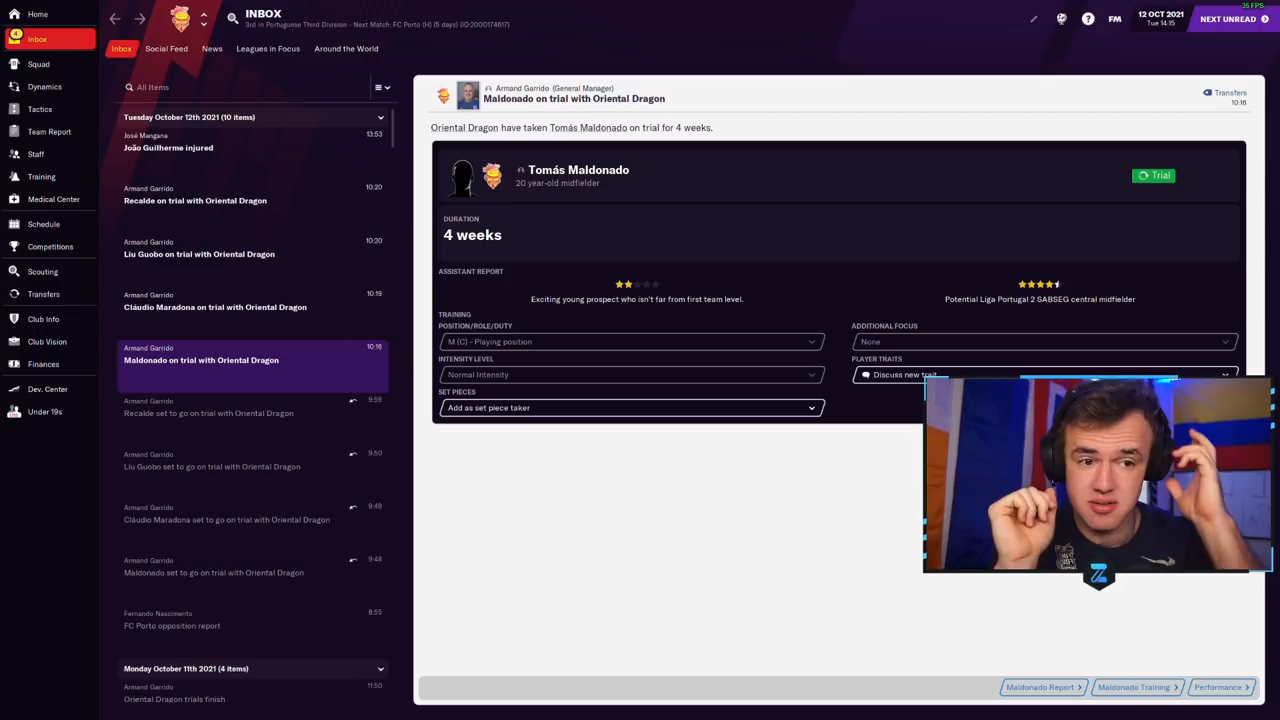 Home
4
Inbox
Squad
Dynamics
Tactics
Team Report
Staff
Training
Medical Center
Schedule
Competitions
Scouting
Transfers
Club Info
Club Vision
Finances
Dev. Center
Under 19s
INBOX
3rd in Portuguese Third Division - Next Match: FC Porto (H) (5 days) (ID:2000174617)
FM
12 OCT 2021
Tue 14:15
NEXT UNREAD
Inbox
Social Feed
News
Leagues in Focus
Around the World
All Items
Tuesday October 12th 2021 (10 items)
José Mangana
13:53
João Guilherme injured
Armand Garrido
10:20
Recalde on trial with Oriental Dragon
Armand Garrido
10:20
Liu Guobo on trial with Oriental Dragon
Armand Garrido
10:19
Cláudio Maradona on trial with Oriental Dragon
Armand Garrido
10:16
Maldonado on trial with Oriental Dragon
Armand Garrido
9:59
Recalde set to go on trial with Oriental Dragon
Armand Garrido
9:50
Liu Guobo set to go on trial with Oriental Dragon
Armand Garrido
9:49
Cláudio Maradona set to go on trial with Oriental Dragon
Armand Garrido
9:48
Maldonado set to go on trial with Oriental Dragon
Fernando Nascimento
8:55
FC Porto opposition report
Monday October 11th 2021 (4 items)
Armand Garrido
11:50
Oriental Dragon trials finish
Armand Garrido (General Manager)
Maldonado on trial with Oriental Dragon
Transfers
10:16
Oriental Dragon have taken Tomás Maldonado on trial for 4 weeks.
Tomás Maldonado
20 year-old midfielder
Trial
DURATION
4 weeks
ASSISTANT REPORT
Exciting young prospect who isn't far from first team level.
Potential Liga Portugal 2 SABSEG central midfielder
TRAINING
POSITION/ROLE/DUTY
M (C) - Playing position
ADDITIONAL FOCUS
None
INTENSITY LEVEL
Normal Intensity
PLAYER TRAITS
Discuss new trait
SET PIECES
Add as set piece taker
Maldonado Report
Maldonado Training
Performance